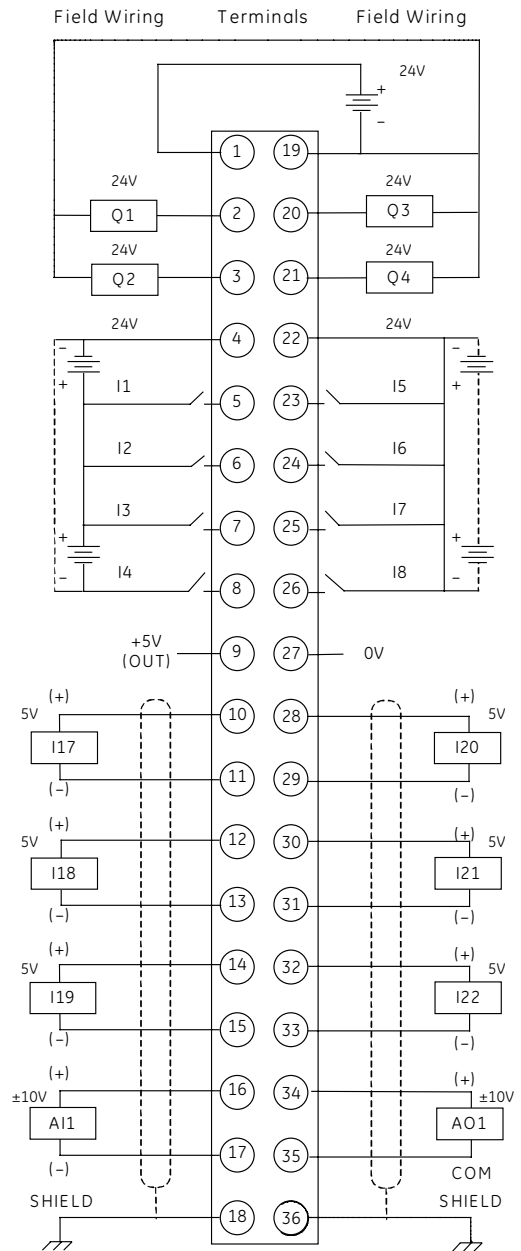 Field Wiring Terminals Field Wiring
24V
+
−
1 19
24V 24V
Q1 2 20 Q3
24V 24V
Q2 3 21 Q4
24V 4 22 24V
− −
+ I1 5 23 I5 +
I2 6 24 I6
I3 7 25 I7
+ +
− I4 8 26 I8 −
+5V 9 27 0V
(OUT)
(+) 10 28 (+)
5V 5V
I17 I20
11 29
(−) (−)
(+) 12 30 (+)
5V 5V
I18 I21
13 31
(−) (−)
(+) 14 32 (+)
5V 5V
I19 I22
15 33
(−) (−)
(+) 16 34 (+)
±10V ±10V
AI1 AO1
17 35
(−) COM
SHIELD 18 36 SHIELD